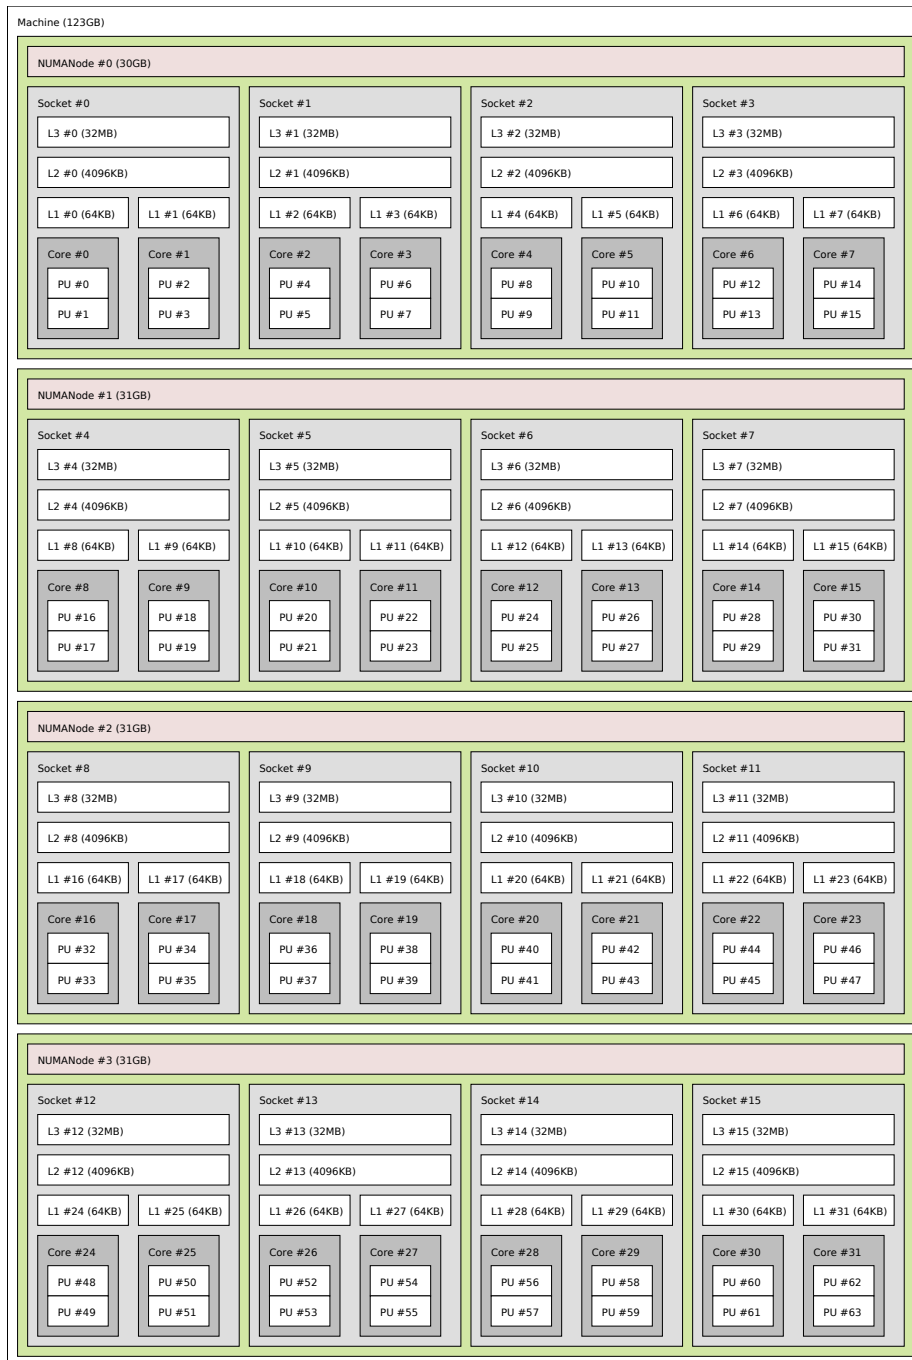 Machine (123GB)
NUMANode #0 (30GB)
Socket #0 Socket #1 Socket #2 Socket #3
L3 #0 (32MB) L3 #1 (32MB) L3 #2 (32MB) L3 #3 (32MB)
L2 #0 (4096KB) L2 #1 (4096KB) L2 #2 (4096KB) L2 #3 (4096KB)
L1 #0 (64KB) L1 #1 (64KB) L1 #2 (64KB) L1 #3 (64KB) L1 #4 (64KB) L1 #5 (64KB) L1 #6 (64KB) L1 #7 (64KB)
Core #0 Core #1 Core #2 Core #3 Core #4 Core #5 Core #6 Core #7
PU #0 PU #2 PU #4 PU #6 PU #8 PU #10 PU #12 PU #14
PU #1 PU #3 PU #5 PU #7 PU #9 PU #11 PU #13 PU #15
NUMANode #1 (31GB)
Socket #4 Socket #5 Socket #6 Socket #7
L3 #4 (32MB) L3 #5 (32MB) L3 #6 (32MB) L3 #7 (32MB)
L2 #4 (4096KB) L2 #5 (4096KB) L2 #6 (4096KB) L2 #7 (4096KB)
L1 #8 (64KB) L1 #9 (64KB) L1 #10 (64KB) L1 #11 (64KB) L1 #12 (64KB) L1 #13 (64KB) L1 #14 (64KB) L1 #15 (64KB)
Core #8 Core #9 Core #10 Core #11 Core #12 Core #13 Core #14 Core #15
PU #16 PU #18 PU #20 PU #22 PU #24 PU #26 PU #28 PU #30
PU #17 PU #19 PU #21 PU #23 PU #25 PU #27 PU #29 PU #31
NUMANode #2 (31GB)
Socket #8 Socket #9 Socket #10 Socket #11
L3 #8 (32MB) L3 #9 (32MB) L3 #10 (32MB) L3 #11 (32MB)
L2 #8 (4096KB) L2 #9 (4096KB) L2 #10 (4096KB) L2 #11 (4096KB)
L1 #16 (64KB) L1 #17 (64KB) L1 #18 (64KB) L1 #19 (64KB) L1 #20 (64KB) L1 #21 (64KB) L1 #22 (64KB) L1 #23 (64KB)
Core #16 Core #17 Core #18 Core #19 Core #20 Core #21 Core #22 Core #23
PU #32 PU #34 PU #36 PU #38 PU #40 PU #42 PU #44 PU #46
PU #33 PU #35 PU #37 PU #39 PU #41 PU #43 PU #45 PU #47
NUMANode #3 (31GB)
Socket #12 Socket #13 Socket #14 Socket #15
L3 #12 (32MB) L3 #13 (32MB) L3 #14 (32MB) L3 #15 (32MB)
L2 #12 (4096KB) L2 #13 (4096KB) L2 #14 (4096KB) L2 #15 (4096KB)
L1 #24 (64KB) L1 #25 (64KB) L1 #26 (64KB) L1 #27 (64KB) L1 #28 (64KB) L1 #29 (64KB) L1 #30 (64KB) L1 #31 (64KB)
Core #24 Core #25 Core #26 Core #27 Core #28 Core #29 Core #30 Core #31
PU #48 PU #50 PU #52 PU #54 PU #56 PU #58 PU #60 PU #62
PU #49 PU #51 PU #53 PU #55 PU #57 PU #59 PU #61 PU #63